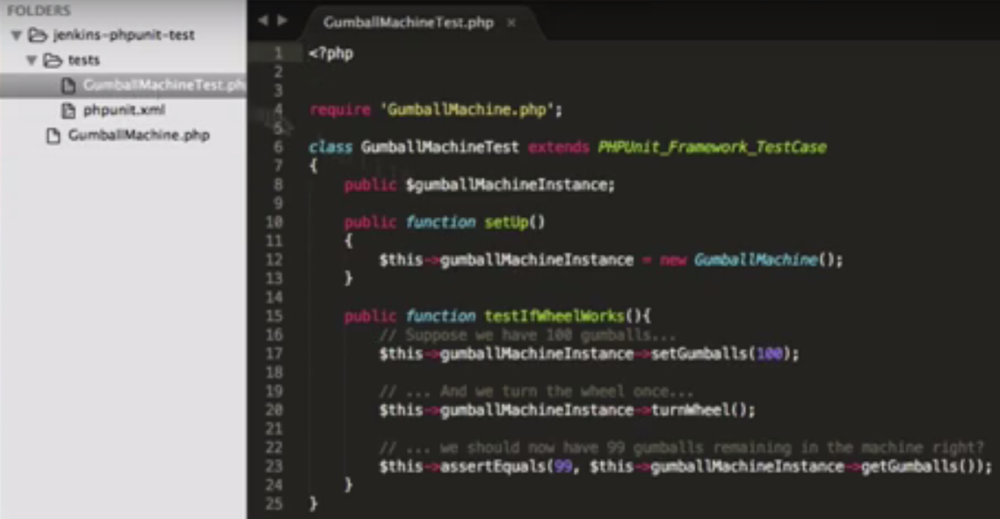 FOLDERS
jenkins-phpunit-test
tests
GumballMachineTest.ph
phpunit.xml
GumballMachine.php
GumballMachineTest.php ×
1 <?php
2
3
4 require 'GumballMachine.php';
5
6 class GumballMachineTest extends PHPUnit_Framework_TestCase
7 {
8 public $gumballMachineInstance;
9
10 public function setUp()
11 {
12 $this->gumballMachineInstance = new GumballMachine();
13 }
14
15 public function testIfWheelWorks(){
16 // Suppose we have 100 gumballs...
17 $this->gumballMachineInstance->setGumballs(100);
18
19 // ... And we turn the wheel once...
20 $this->gumballMachineInstance->turnWheel();
21
22 // ... we should now have 99 gumballs remaining in the machine right?
23 $this->assertEquals(99, $this->gumballMachineInstance->getGumballs());
24 }
25 }